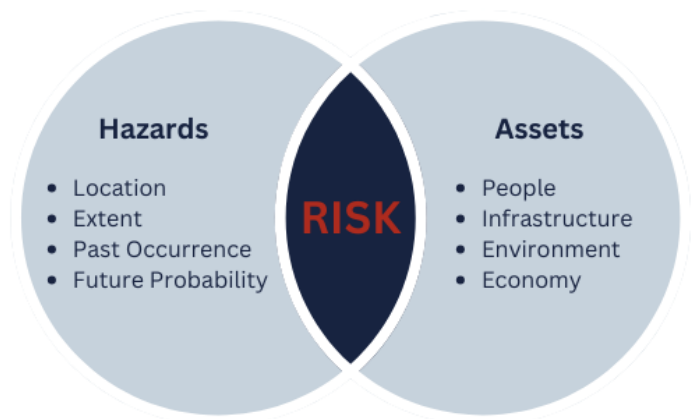 Hazards
• Location
• Extent
• Past Occurrence
• Future Probability
RISK
Assets
• People
• Infrastructure
• Environment
• Economy